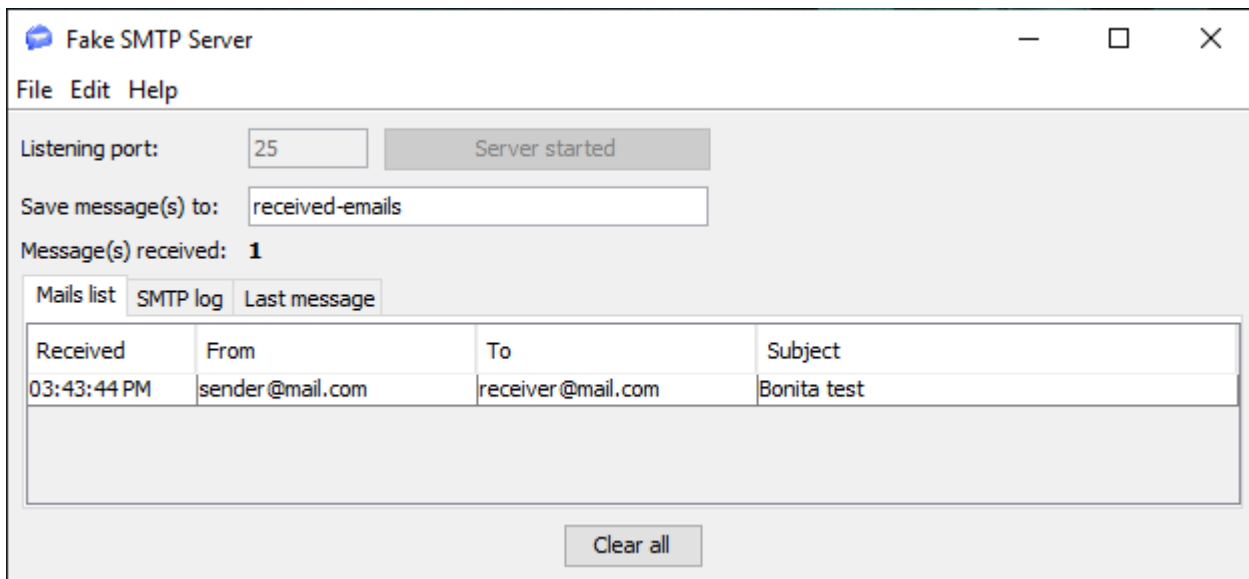 Fake SMTP Server
File Edit Help
Listening port: 25 Server started
Save message(s) to: received-emails
Message(s) received: 1
Mails list SMTP log Last message
Received From To Subject
03:43:44 PM sender@mail.com receiver@mail.com Bonita test
Clear all